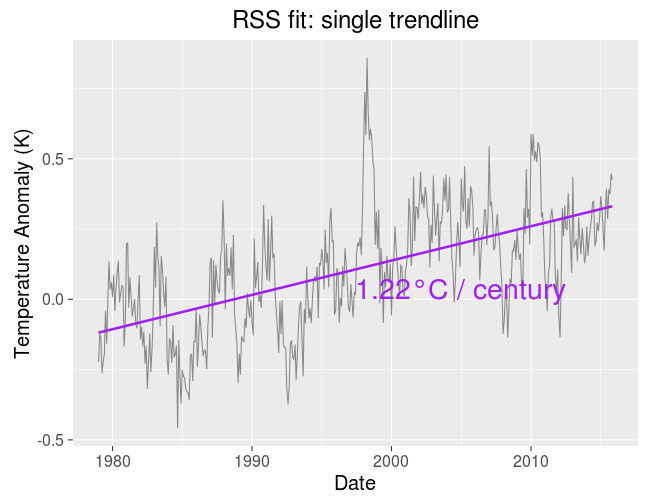 RSS fit: single trendline
Temperature Anomaly (K)
0.5
0.0
-0.5
1.22°C / century
1980 1990 2000 2010
Date